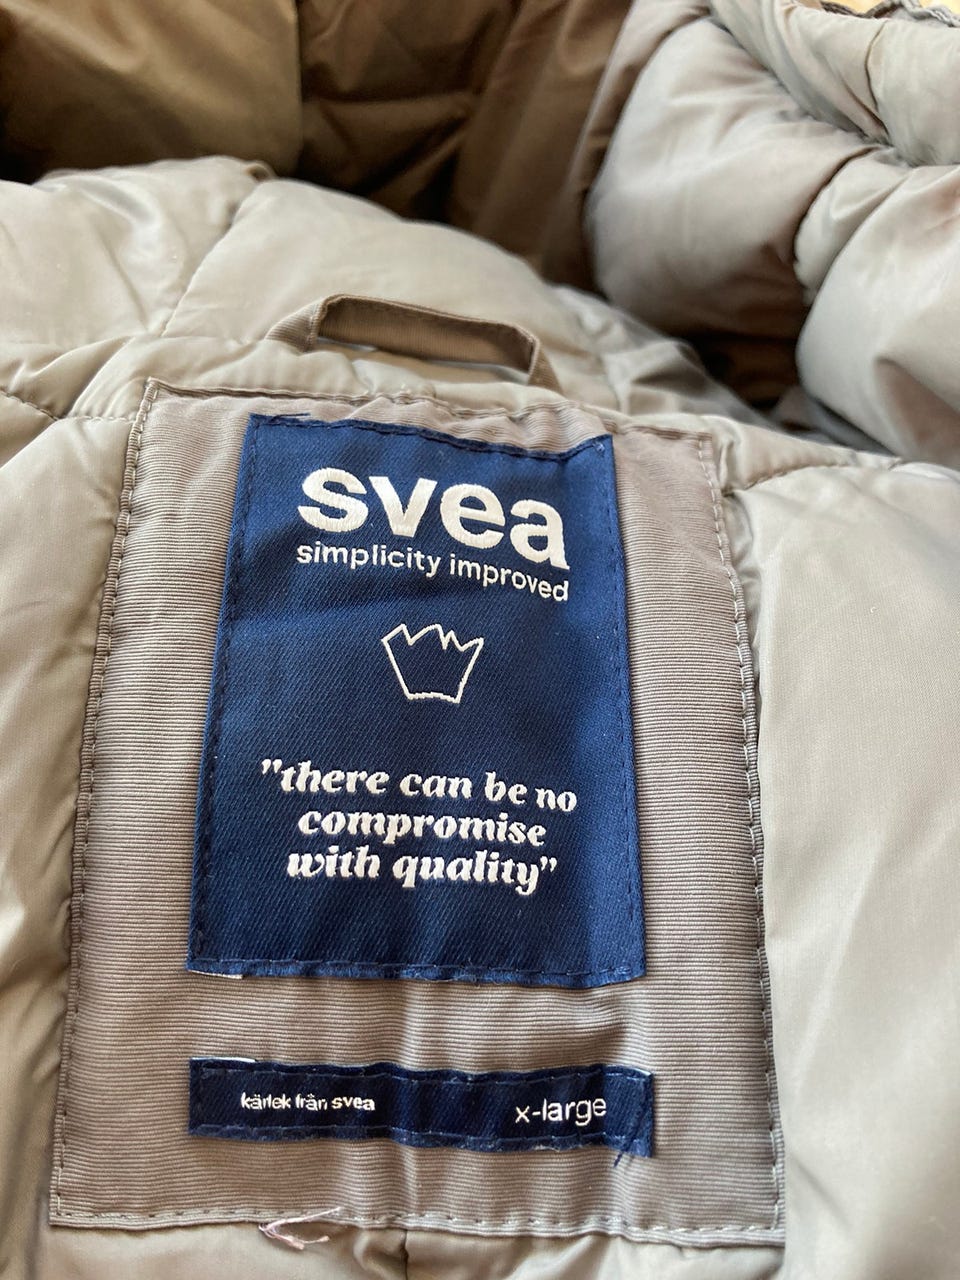 svea
simplicity improved
"there can be no
compromise
with quality"
kärlek från svea
x-large